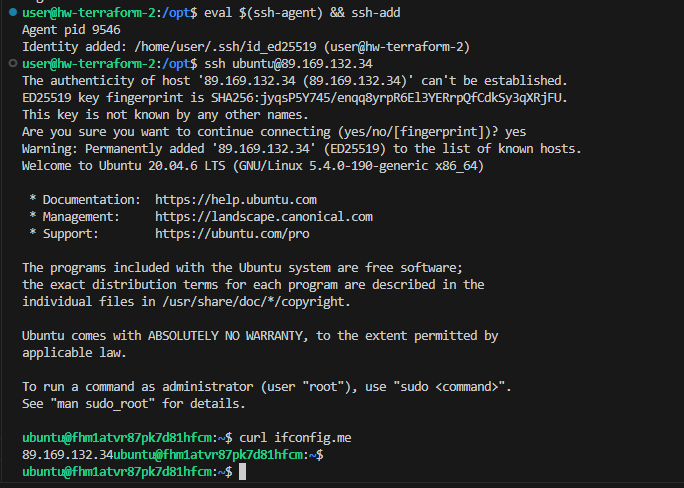 user@hw-terraform-2:/opt$ eval $(ssh-agent) && ssh-add
Agent pid 9546
Identity added: /home/user/.ssh/id_ed25519 (user@hw-terraform-2)
user@hw-terraform-2:/opt$ ssh ubuntu@89.169.132.34
The authenticity of host '89.169.132.34 (89.169.132.34)' can't be established.
ED25519 key fingerprint is SHA256:jyqsP5Y745/enqq8yrpR6El3YERrpQfCdkSy3qXRjFU.
This key is not known by any other names.
Are you sure you want to continue connecting (yes/no/[fingerprint])? yes
Warning: Permanently added '89.169.132.34' (ED25519) to the list of known hosts.
Welcome to Ubuntu 20.04.6 LTS (GNU/Linux 5.4.0-190-generic x86_64)

 * Documentation:  https://help.ubuntu.com
 * Management:     https://landscape.canonical.com
 * Support:        https://ubuntu.com/pro

The programs included with the Ubuntu system are free software;
the exact distribution terms for each program are described in the
individual files in /usr/share/doc/*/copyright.

Ubuntu comes with ABSOLUTELY NO WARRANTY, to the extent permitted by
applicable law.

To run a command as administrator (user "root"), use "sudo <command>".
See "man sudo_root" for details.

ubuntu@fhm1atvr87pk7d81hfcm:~$ curl ifconfig.me
89.169.132.34ubuntu@fhm1atvr87pk7d81hfcm:~$
ubuntu@fhm1atvr87pk7d81hfcm:~$